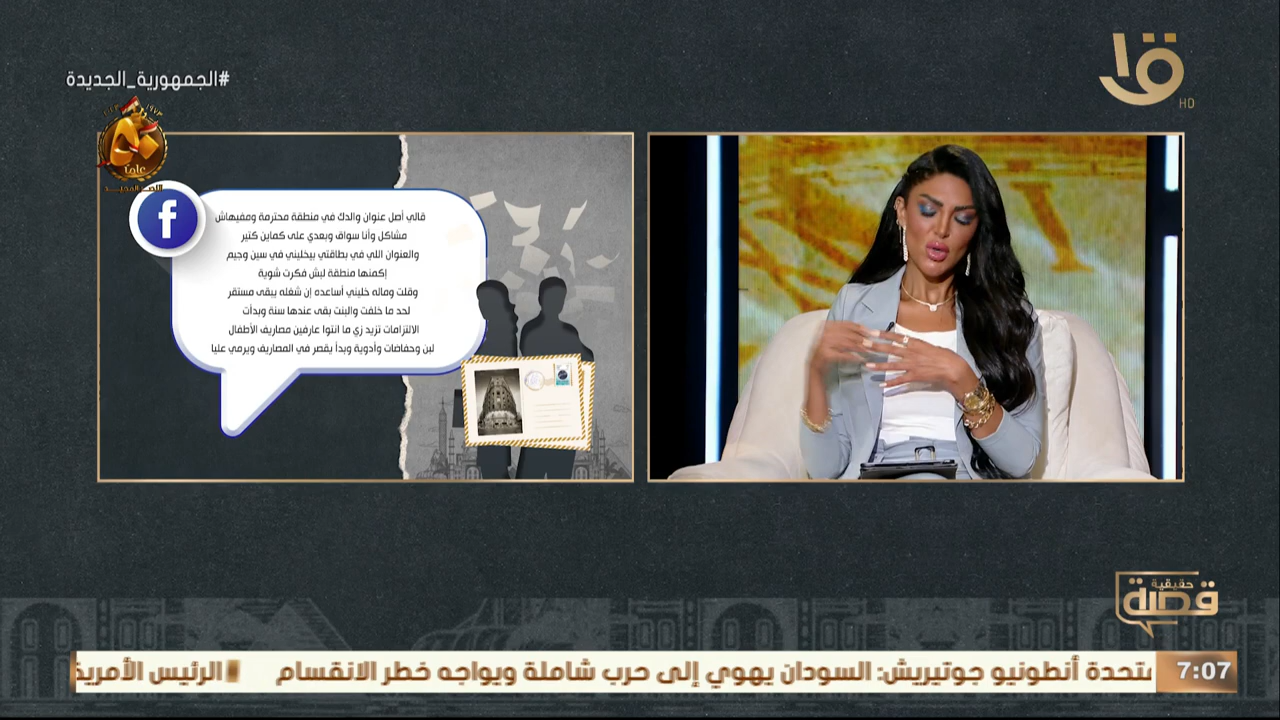 #الجمهورية_الجديدة
HD
عاماً
f
قالي أصل عنوان والدك في منطقة محترمة ومفيهاش
مشاكل وأنا سواق وبعدي على كماين كتير
والعنوان اللي في بطاقتي بيخليني في سين وجيم
إكمنها منطقة لبش فكرت شوية
وقلت وماله خليني أساعده إن شغله يبقى مستقر
لحد ما خلفت والبنت بقى عندها سنة وبدأت
الالتزامات تزيد زي ما انتوا عارفين مصاريف الأطفال
لبن وحفاضات وأدوية وبدأ يقصر في المصاريف ويرمي عليا
قصة حقيقية
7:07
متحدة أنطونيو جوتيريش: السودان يهوي إلى حرب شاملة ويواجه خطر الانقسام الرئيس الأمريك